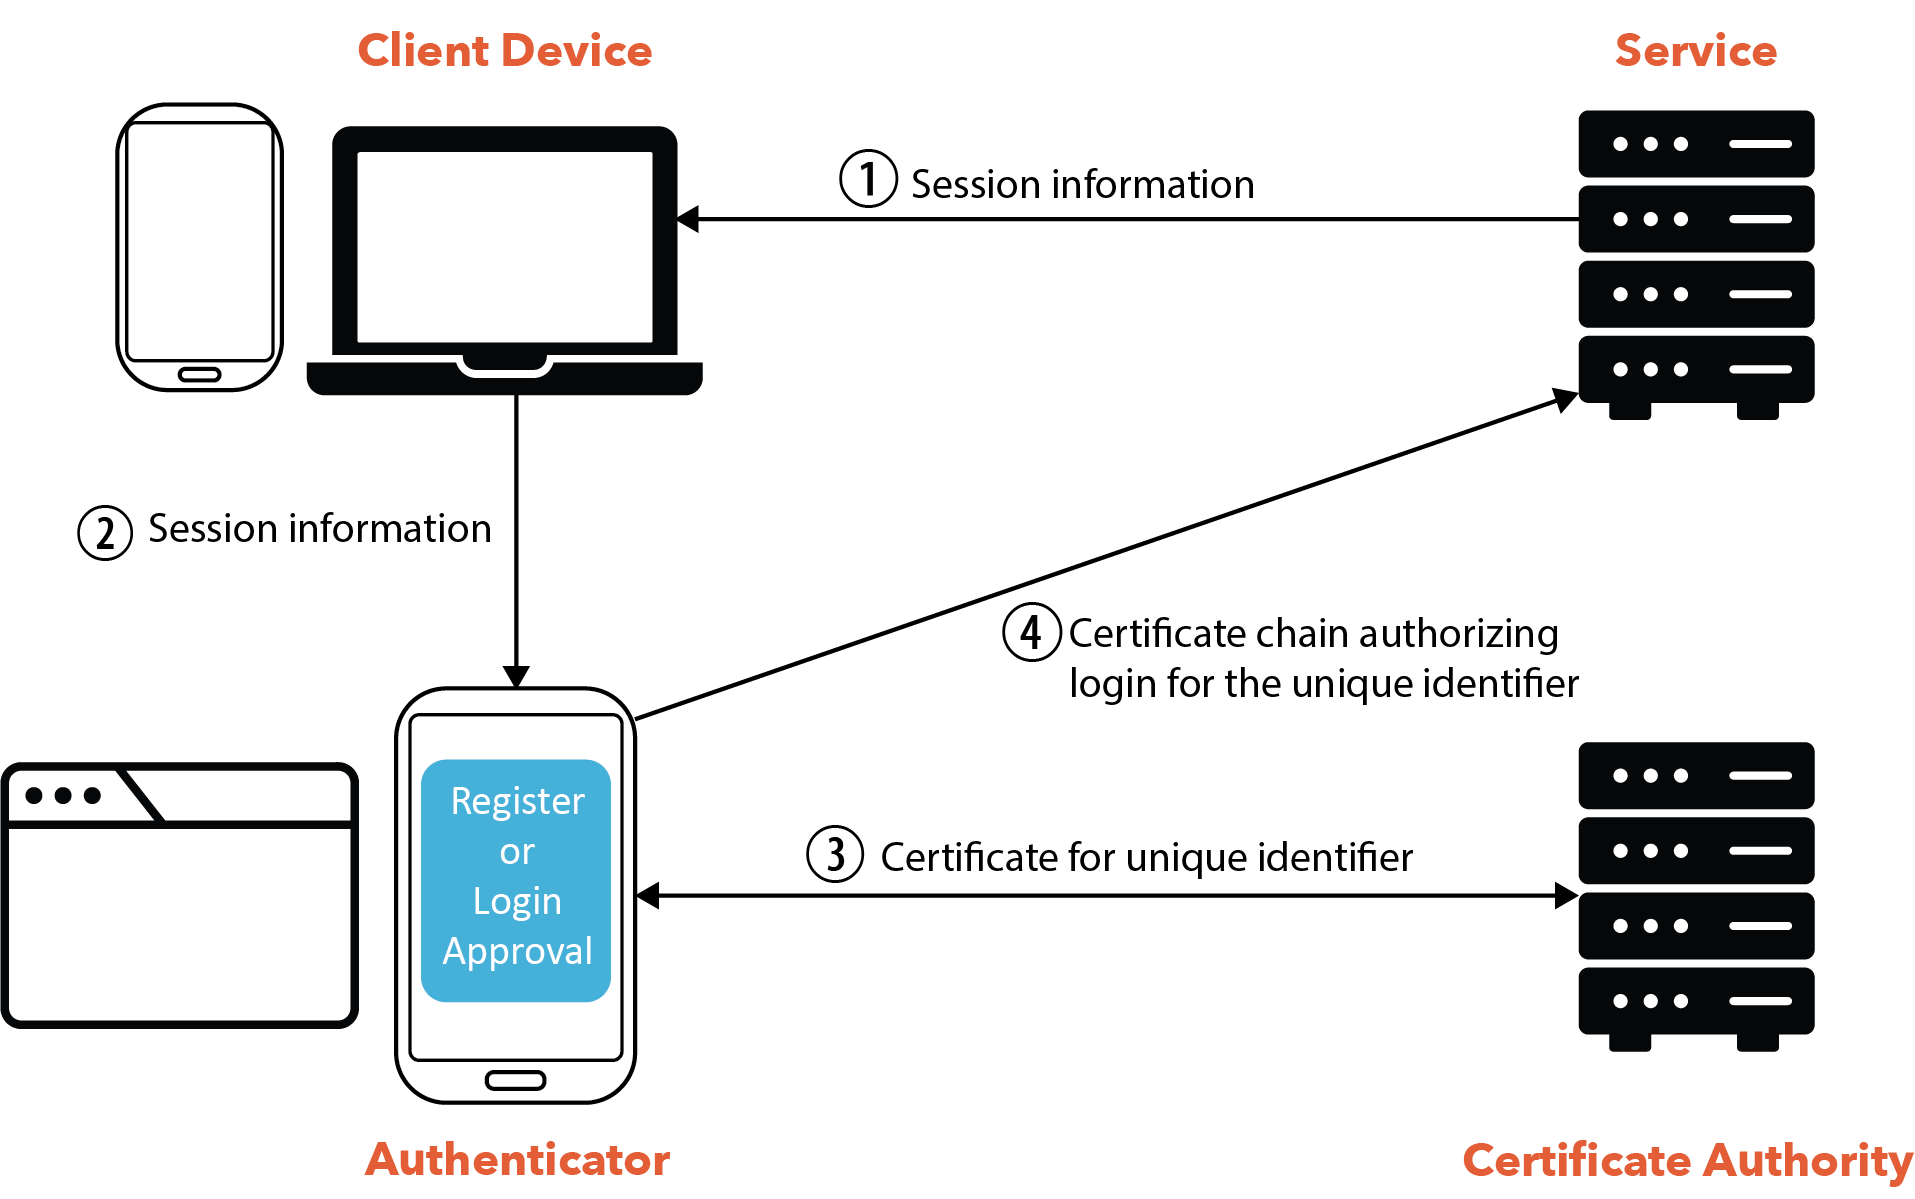 Client Device
Service
1 Session information
2 Session information
4 Certificate chain authorizing
login for the unique identifier
Register
or
Login
Approval
3 Certificate for unique identifier
Authenticator
Certificate Authority